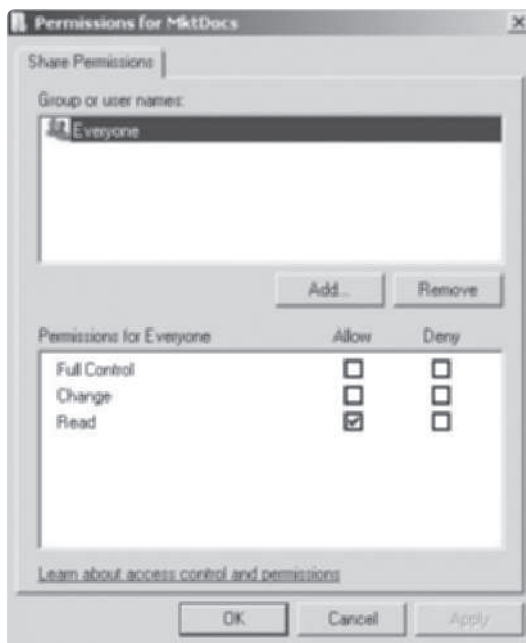 Permissions for MktDocs
Share Permissions
Group or user names:
Everyone
Add... Remove
Permissions for Everyone Allow Deny
Full Control
Change
Read
Learn about access control and permissions
OK Cancel Apply